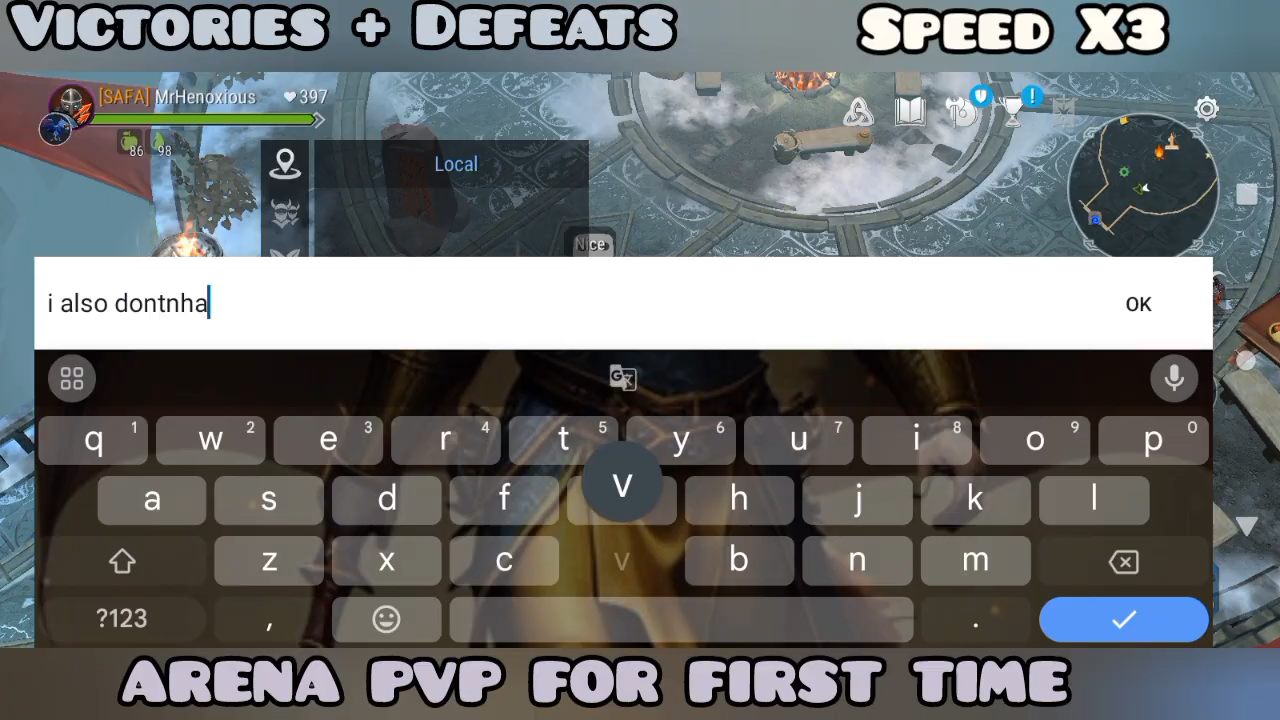 VICTORIES + DEFEATS
SPEED X3
[SAFA] MrHenoxious 397
86 98
Local
Nice
i also dontnha
OK
q 1 w 2 e 3 r 4 t 5 y 6 u 7 i 8 o 9 p 0
a s d f v h j k l
z x c v b n m
?123 , .
ARENA PVP FOR FIRST TIME